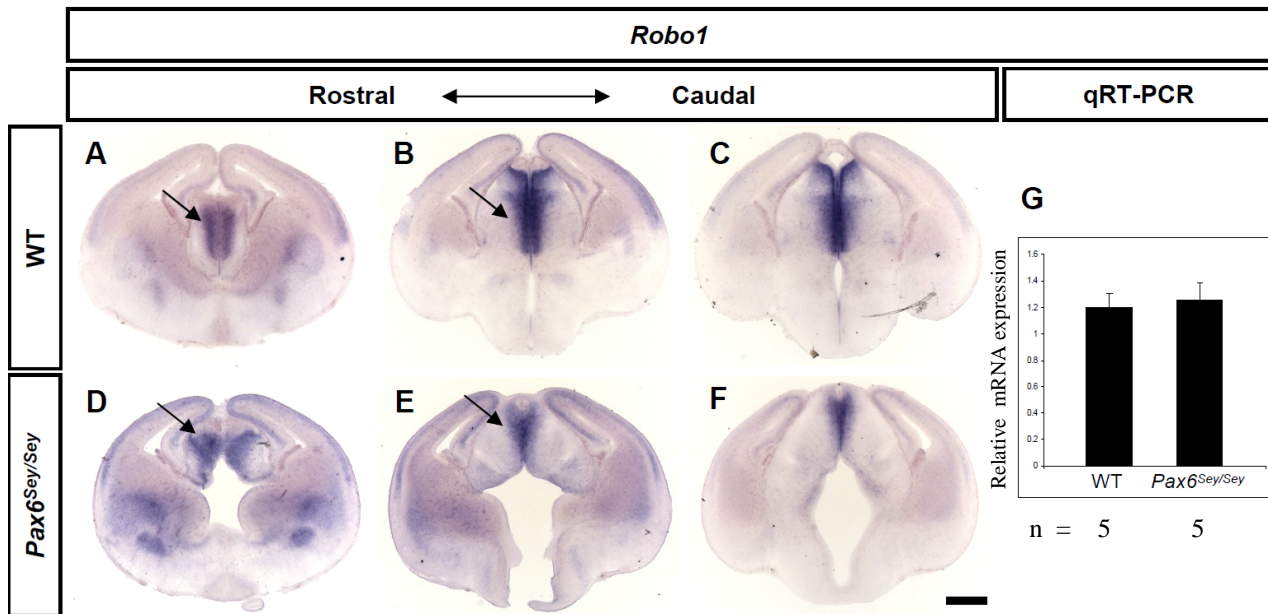 Robo1
Rostral Caudal qRT-PCR
WT
A B C
G
Relative mRNA expression
1.6
1.4
1.2
1
0.8
0.6
0.4
0.2
0
WT Pax6Sey/Sey
n = 5 5
Pax6Sey/Sey
D E F